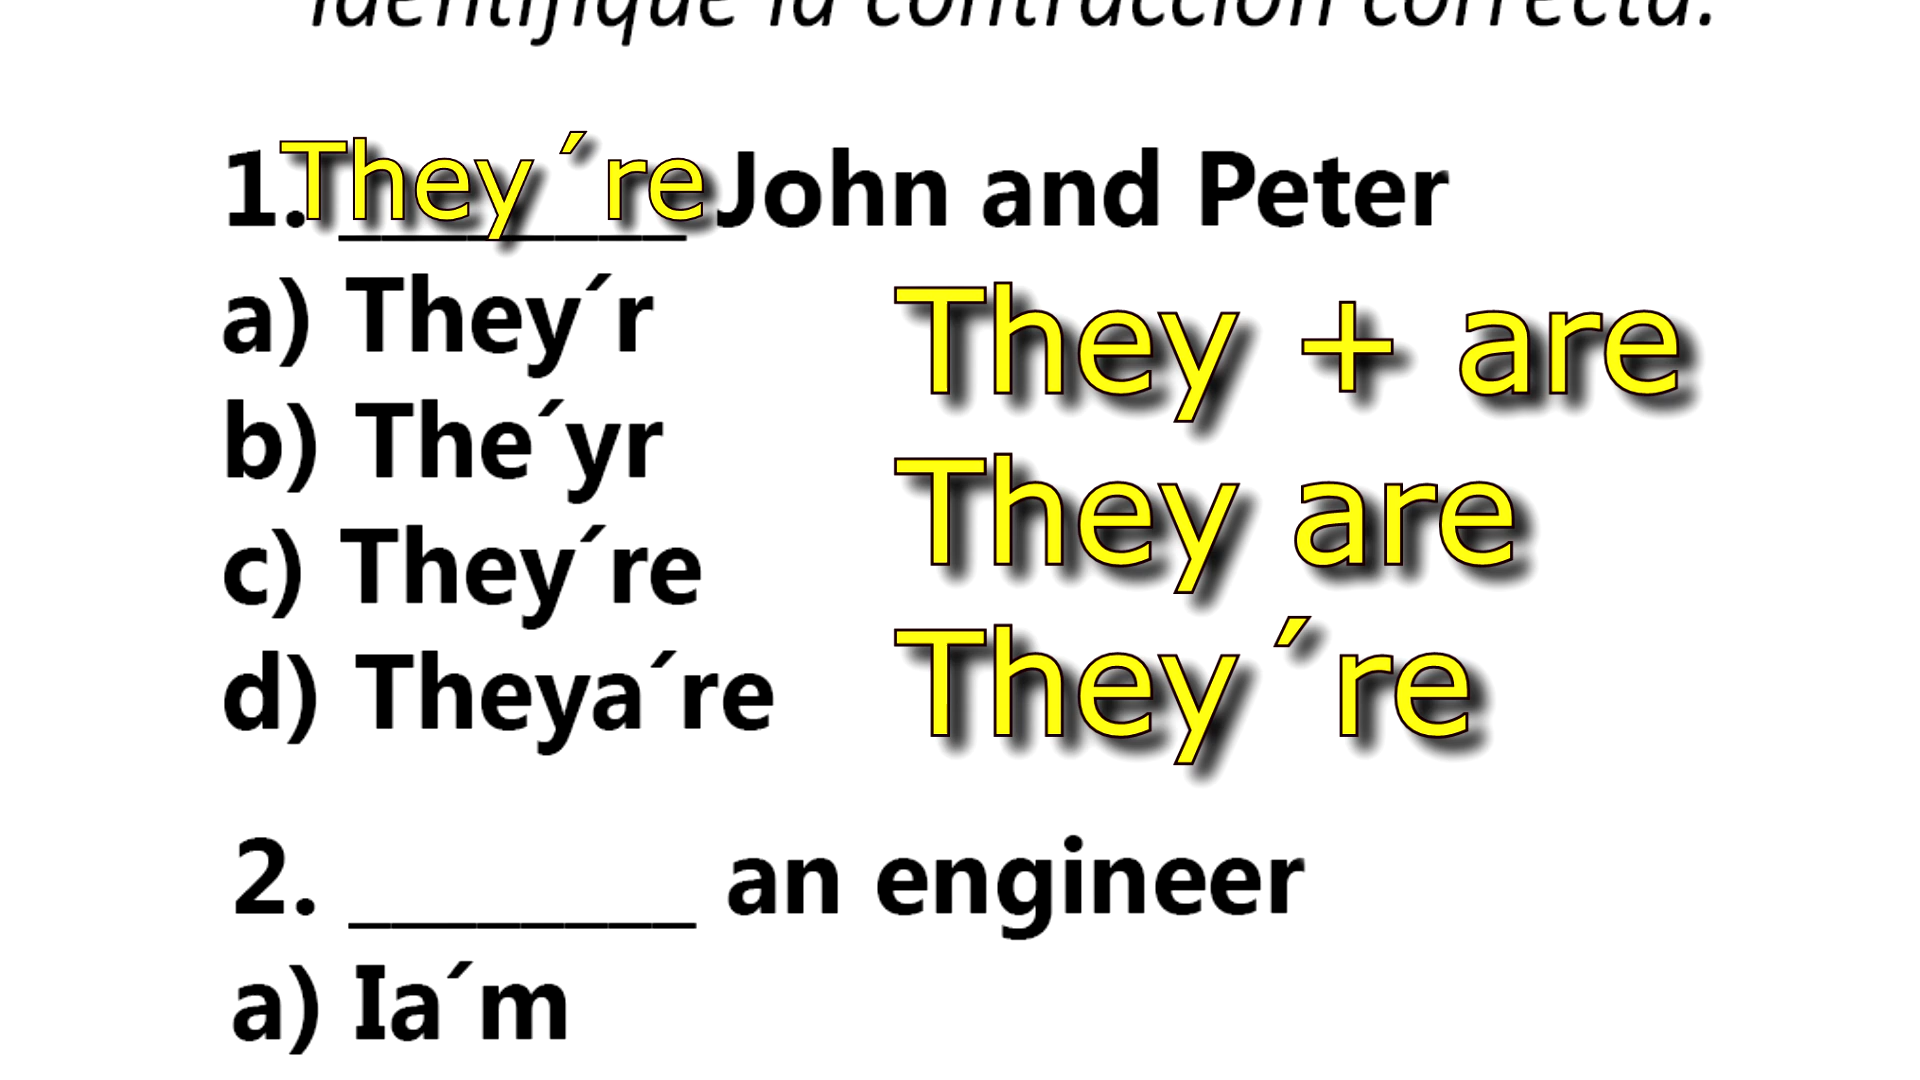 identifique la contracción correcta.
1. They´re John and Peter
a) They´r
b) The´yr
c) They´re
d) Theya´re
They + are
They are
They´re
2. ________ an engineer
a) Ia´m